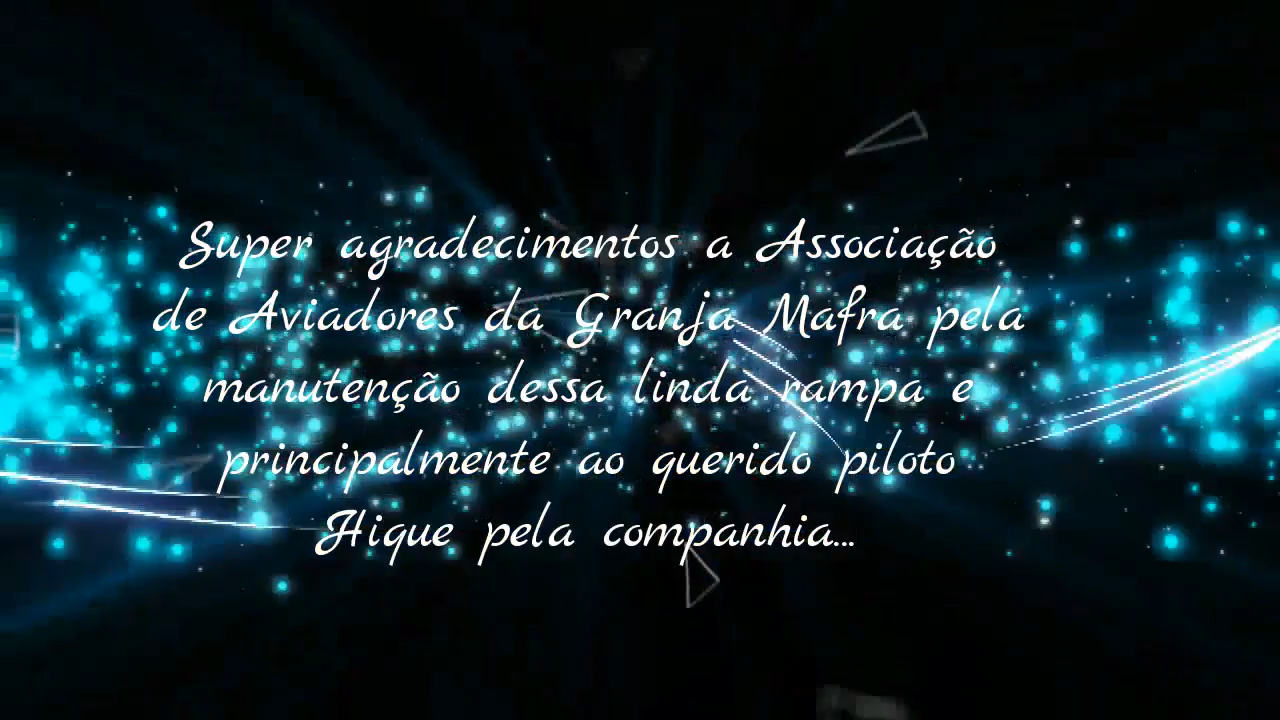 Super agradecimentos a Associação
de Aviadores da Granja Mafra pela
manutenção dessa linda rampa e
principalmente ao querido piloto
Hique pela companhia...